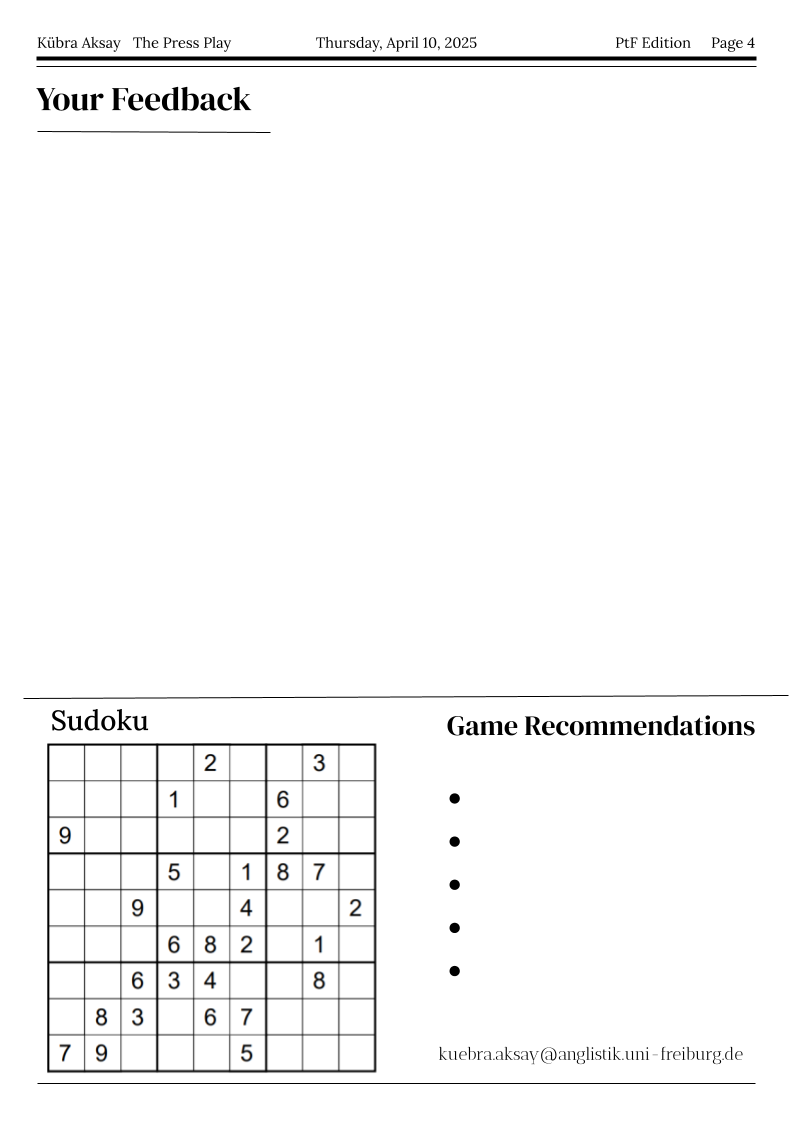 Kübra Aksay The Press Play Thursday, April 10, 2025 PtF Edition Page 4
Your Feedback
Sudoku
2 3
1 6
9 2
5 1 8 7
9 4 2
6 8 2 1
6 3 4 8
8 3 6 7
7 9 5
Game Recommendations
kuebra.aksay@anglistik.uni-freiburg.de